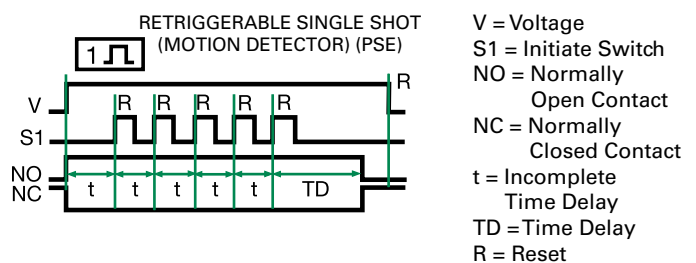 RETRIGGERABLE SINGLE SHOT
(MOTION DETECTOR) (PSE)
1
R
V
R R R R R
S1
NO
NC
t t t t t TD
V = Voltage
S1 = Initiate Switch
NO = Normally
Open Contact
NC = Normally
Closed Contact
t = Incomplete
Time Delay
TD = Time Delay
R = Reset